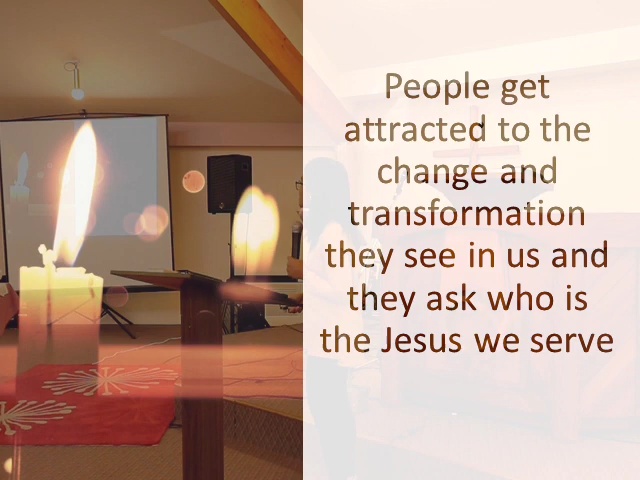 People get
attracted to the
change and
transformation
they see in us and
they ask who is
the Jesus we serve